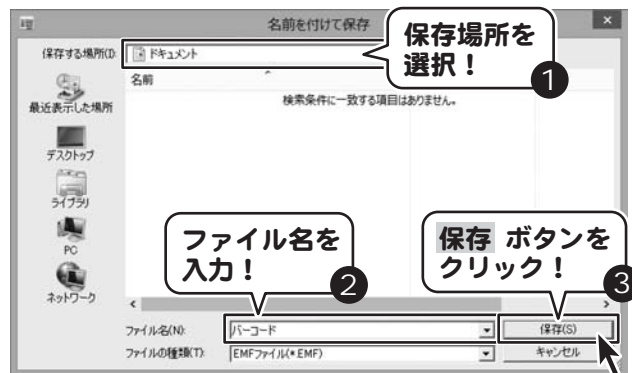 名前を付けて保存
保存場所を
選択！
1
保存する場所(I):
ドキュメント
名前
検索条件に一致する項目はありません。
最近表示した場所
デスクトップ
ライブラリ
PC
ネットワーク
ファイル名を
入力！
2
保存 ボタンを
クリック！
3
ファイル名(N):
バーコード
保存(S)
ファイルの種類(T):
EMFファイル(*.EMF)
キャンセル